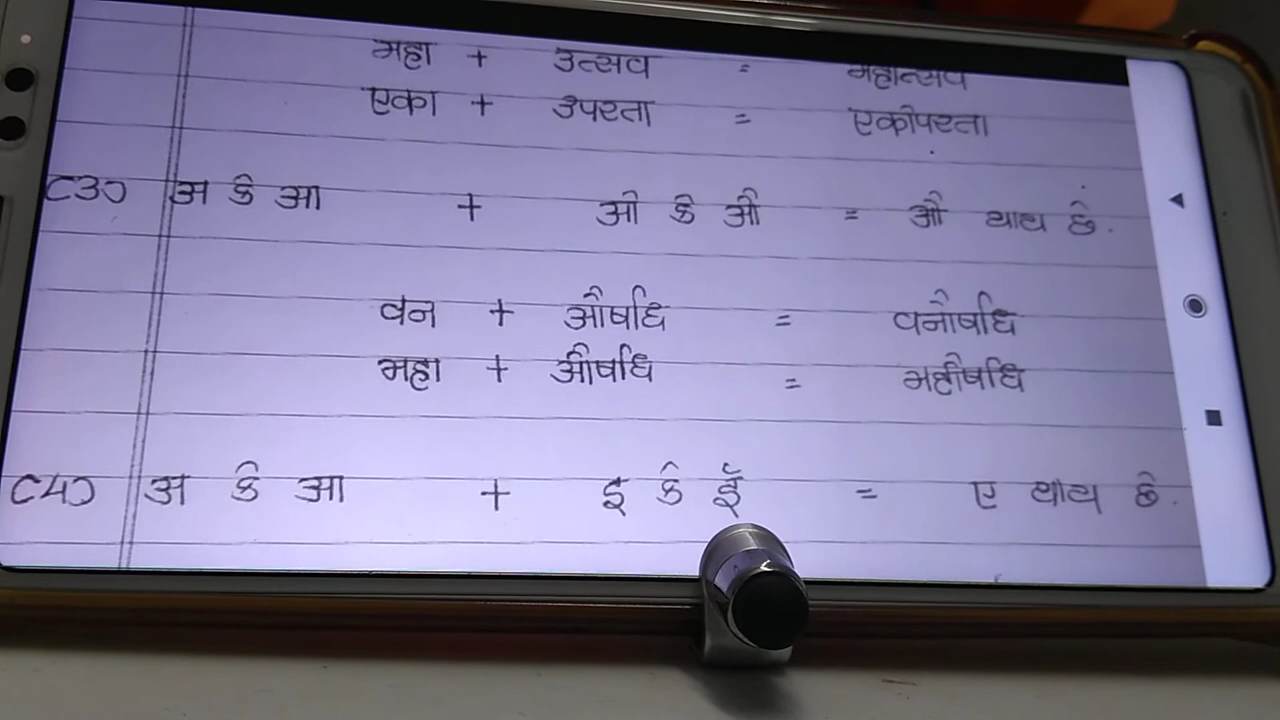 महा + उत्सव = महोत्सव
एका + उपरता = एकोपरता
(3) अ के आ + ओ के औ = औ थाय छे.
वन + औषधि = वनौषधि
महा + औषधि = महौषधि
(4) अ के आ + इ के ई = ए थाय छे.